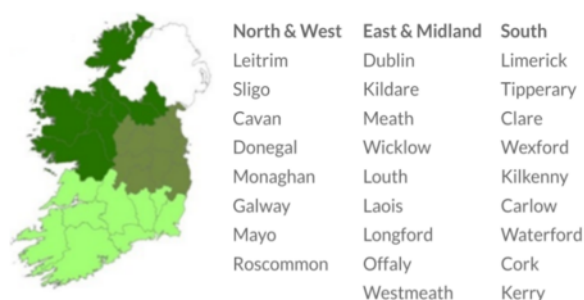 North & West East & Midland South
Leitrim Dublin Limerick
Sligo Kildare Tipperary
Cavan Meath Clare
Donegal Wicklow Wexford
Monaghan Louth Kilkenny
Galway Laois Carlow
Mayo Longford Waterford
Roscommon Offaly Cork
Westmeath Kerry